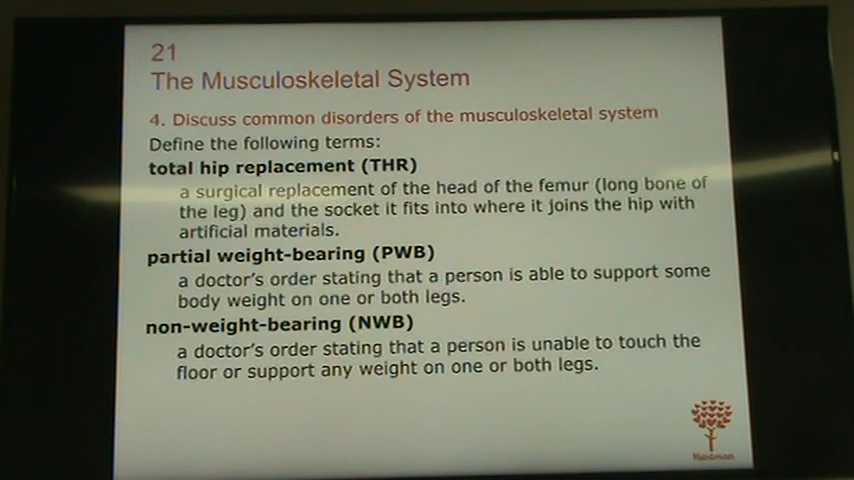 21
The Musculoskeletal System
4. Discuss common disorders of the musculoskeletal system
Define the following terms:
total hip replacement (THR)
a surgical replacement of the head of the femur (long bone of
the leg) and the socket it fits into where it joins the hip with
artificial materials.
partial weight-bearing (PWB)
a doctor's order stating that a person is able to support some
body weight on one or both legs.
non-weight-bearing (NWB)
a doctor's order stating that a person is unable to touch the
floor or support any weight on one or both legs.
Hartman